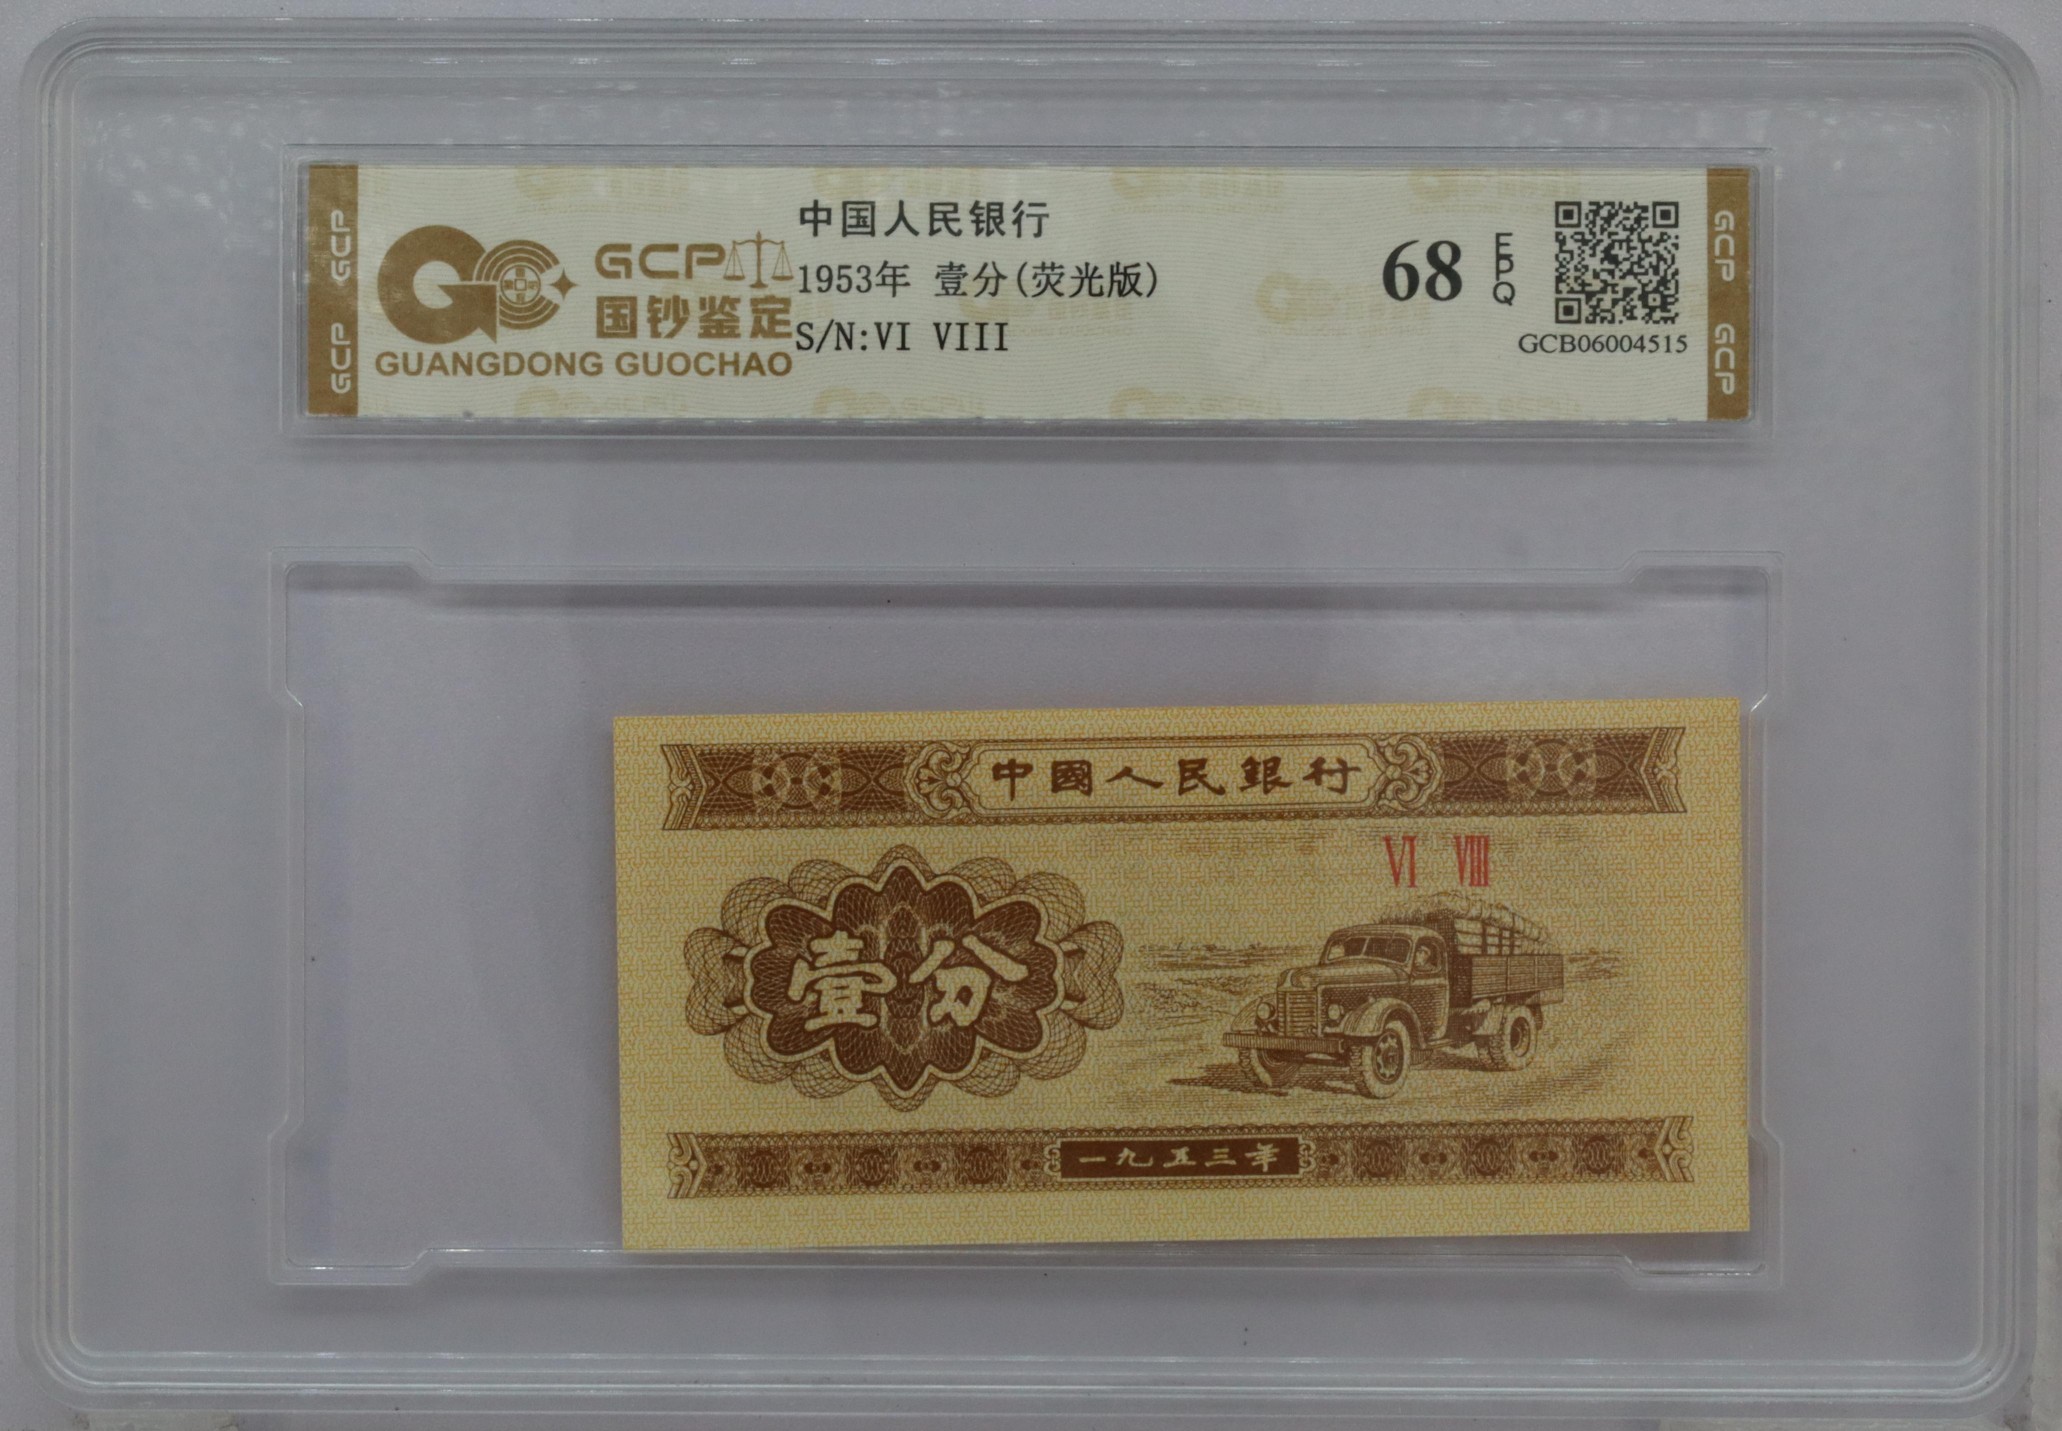 GCP
GCP
GCP
国钞鉴定
GUANGDONG GUOCHAO
中国人民银行
1953年 壹分(荧光版)
S/N:VI VIII
68
EPQ
GCB06004515
GCP
GCP
中國人民銀行
VI VIII
壹分
一九五三年